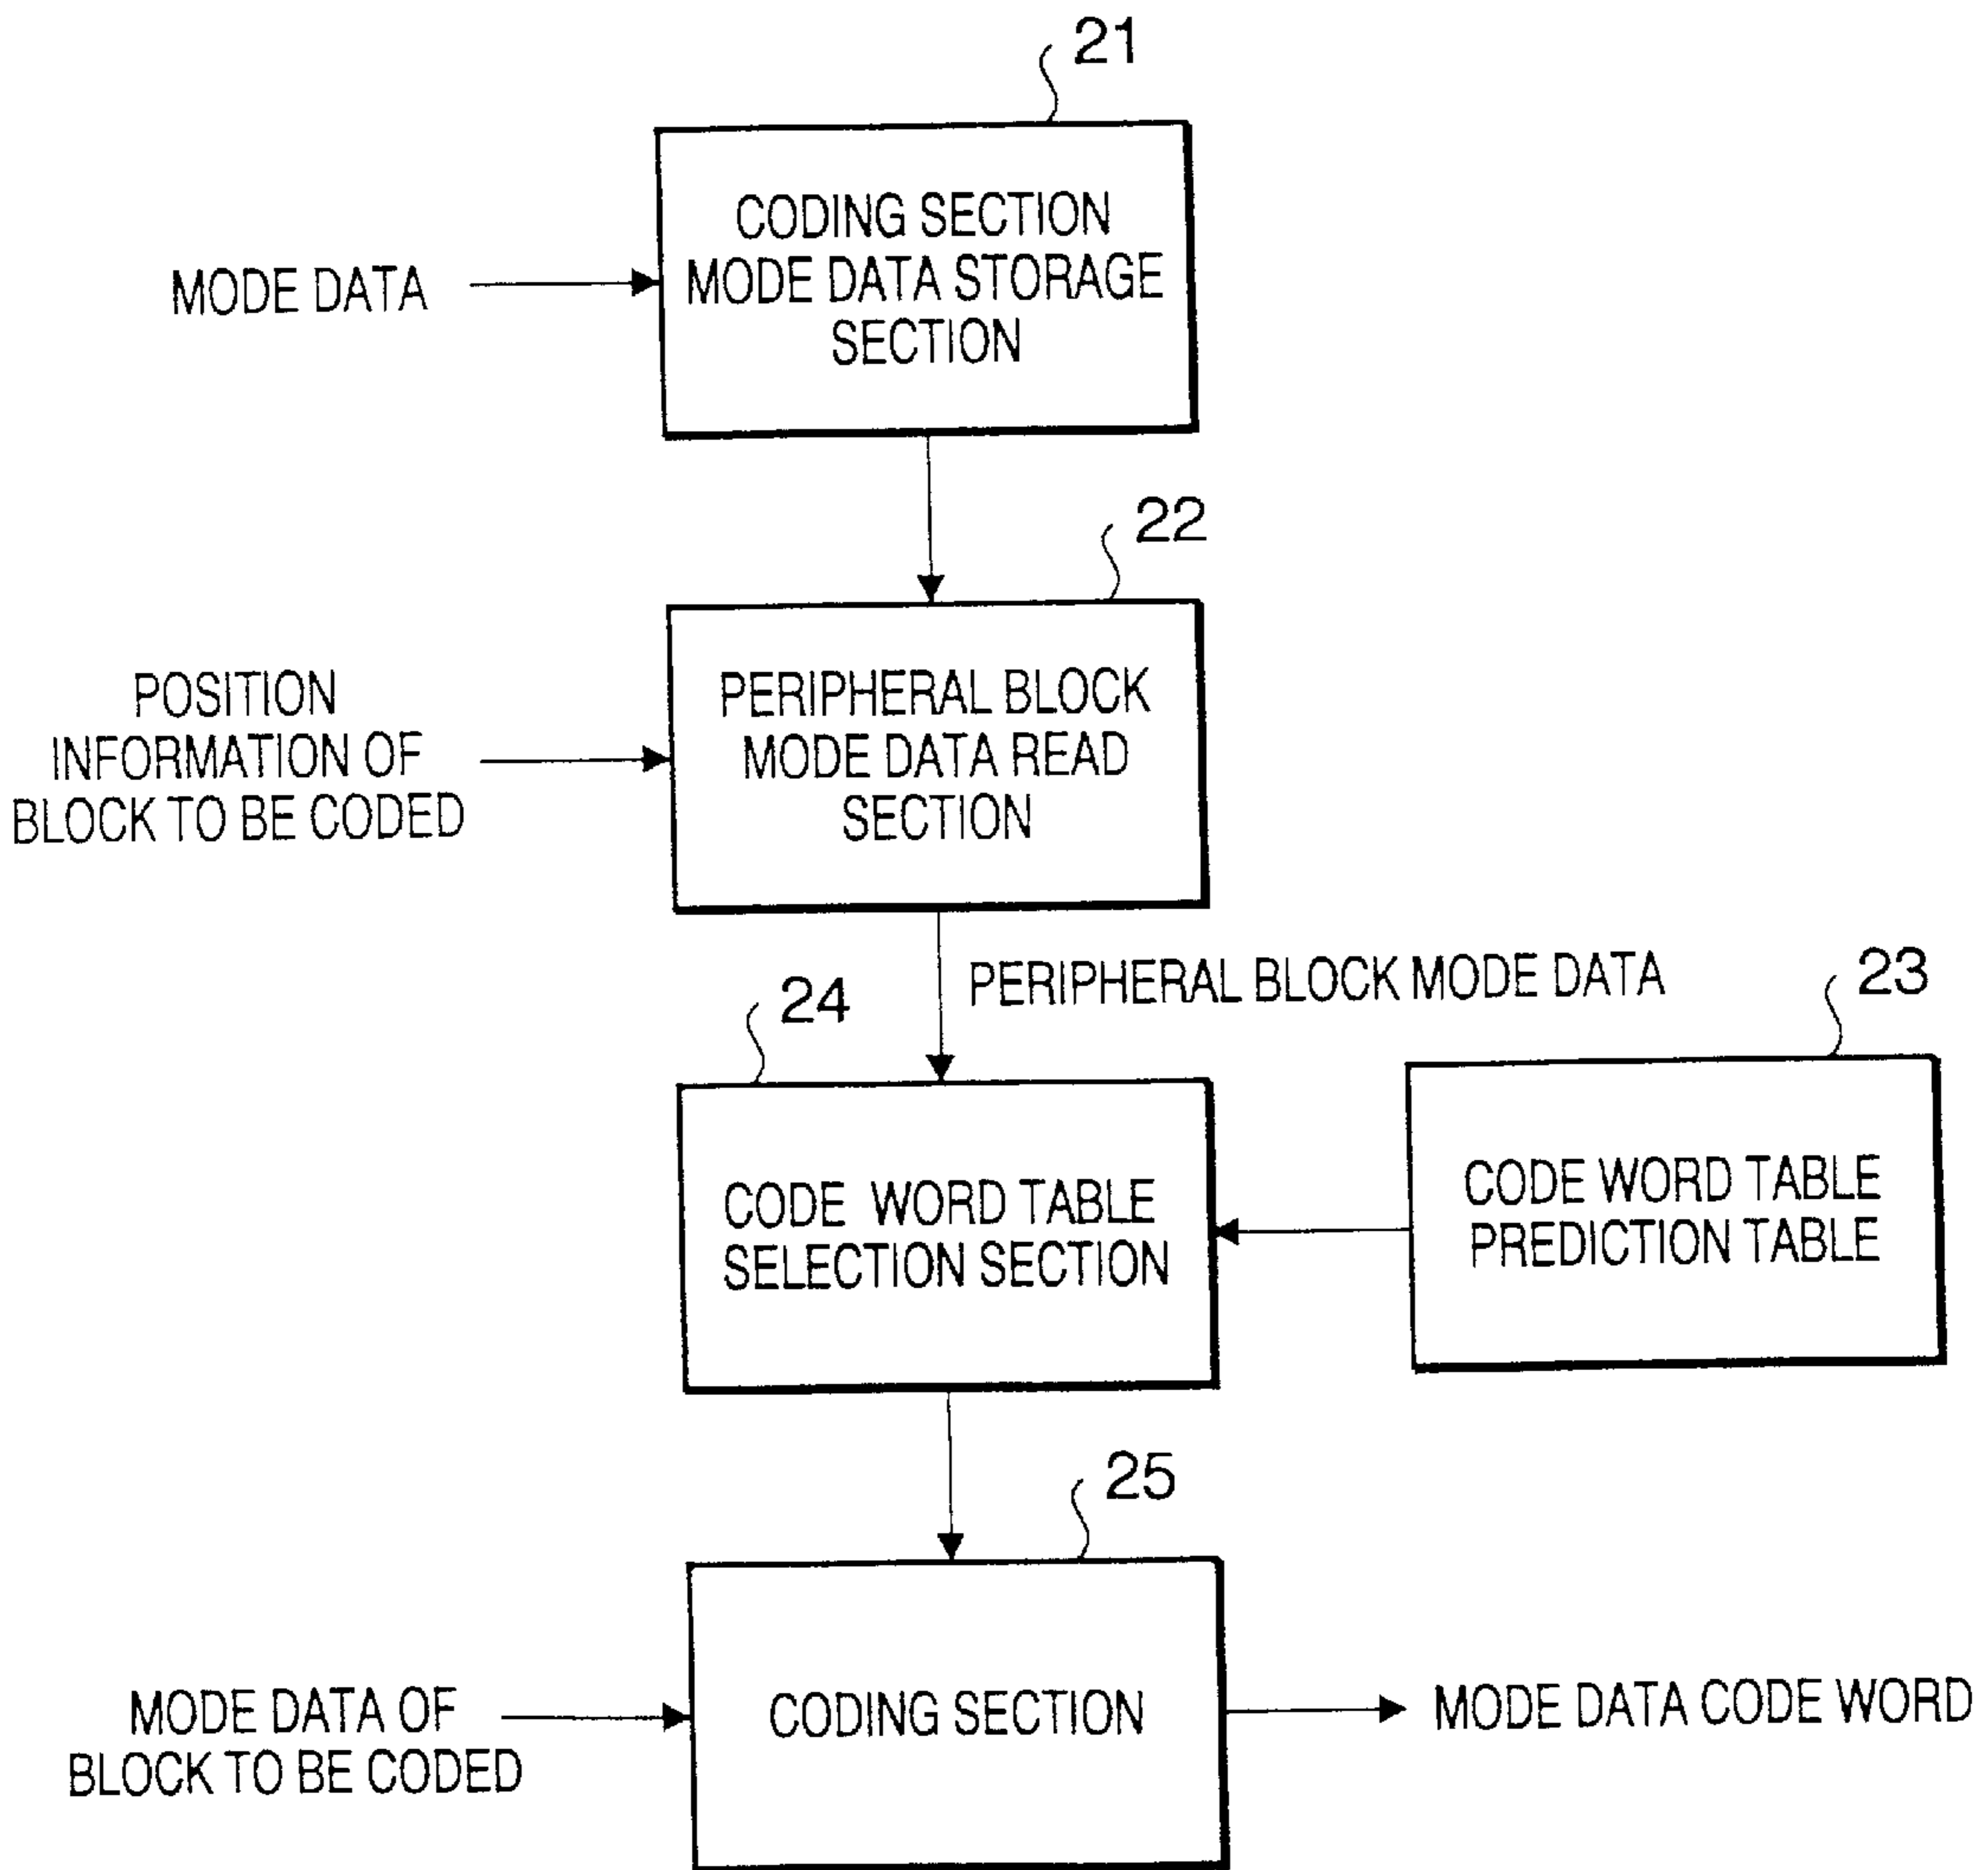 21
CODING SECTION
MODE DATA STORAGE
SECTION
MODE DATA
22
PERIPHERAL BLOCK
MODE DATA READ
SECTION
POSITION
INFORMATION OF
BLOCK TO BE CODED
PERIPHERAL BLOCK MODE DATA
23
24
CODE WORD TABLE
SELECTION SECTION
CODE WORD TABLE
PREDICTION TABLE
25
MODE DATA OF
BLOCK TO BE CODED
CODING SECTION
MODE DATA CODE WORD